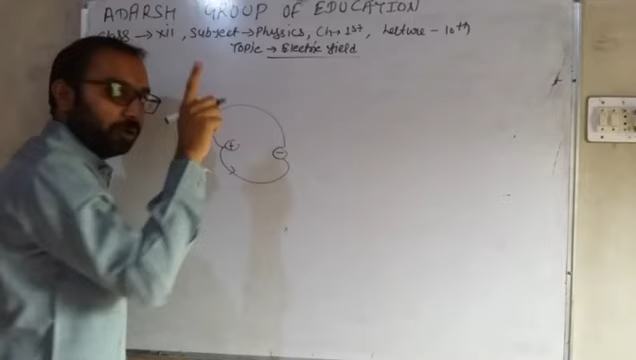 ADARSH GROUP OF EDUCATION
Class → XII, Subject → Physics, Ch → 1st, Lecture - 10th
Topic → Electric field
+ -